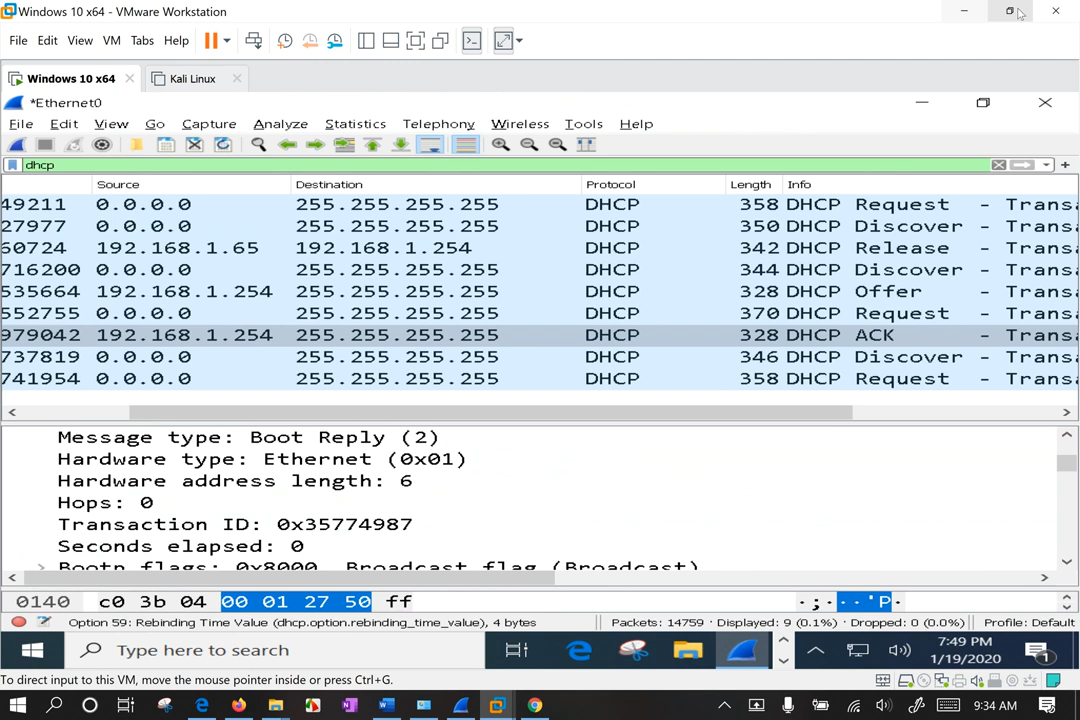 Windows 10 x64 - VMware Workstation
File Edit View VM Tabs Help
Windows 10 x64 Kali Linux
*Ethernet0
File Edit View Go Capture Analyze Statistics Telephony Wireless Tools Help
dhcp
Source Destination Protocol Length Info
49211 0.0.0.0 255.255.255.255 DHCP 358 DHCP Request - Transa
27977 0.0.0.0 255.255.255.255 DHCP 350 DHCP Discover - Transa
60724 192.168.1.65 192.168.1.254 DHCP 342 DHCP Release - Transa
716200 0.0.0.0 255.255.255.255 DHCP 344 DHCP Discover - Transa
535664 192.168.1.254 255.255.255.255 DHCP 328 DHCP Offer - Transa
552755 0.0.0.0 255.255.255.255 DHCP 370 DHCP Request - Transa
979042 192.168.1.254 255.255.255.255 DHCP 328 DHCP ACK - Transa
737819 0.0.0.0 255.255.255.255 DHCP 346 DHCP Discover - Transa
741954 0.0.0.0 255.255.255.255 DHCP 358 DHCP Request - Transa
Message type: Boot Reply (2)
Hardware type: Ethernet (0x01)
Hardware address length: 6
Hops: 0
Transaction ID: 0x35774987
Seconds elapsed: 0
Bootp flags: 0x8000, Broadcast flag (Broadcast)
0140 c0 3b 04 00 01 27 50 ff ·;···'P·
Option 59: Rebinding Time Value (dhcp.option.rebinding_time_value), 4 bytes Packets: 14759 · Displayed: 9 (0.1%) · Dropped: 0 (0.0%) Profile: Default
Type here to search 7:49 PM
1/19/2020 1
To direct input to this VM, move the mouse pointer inside or press Ctrl+G.
9:34 AM